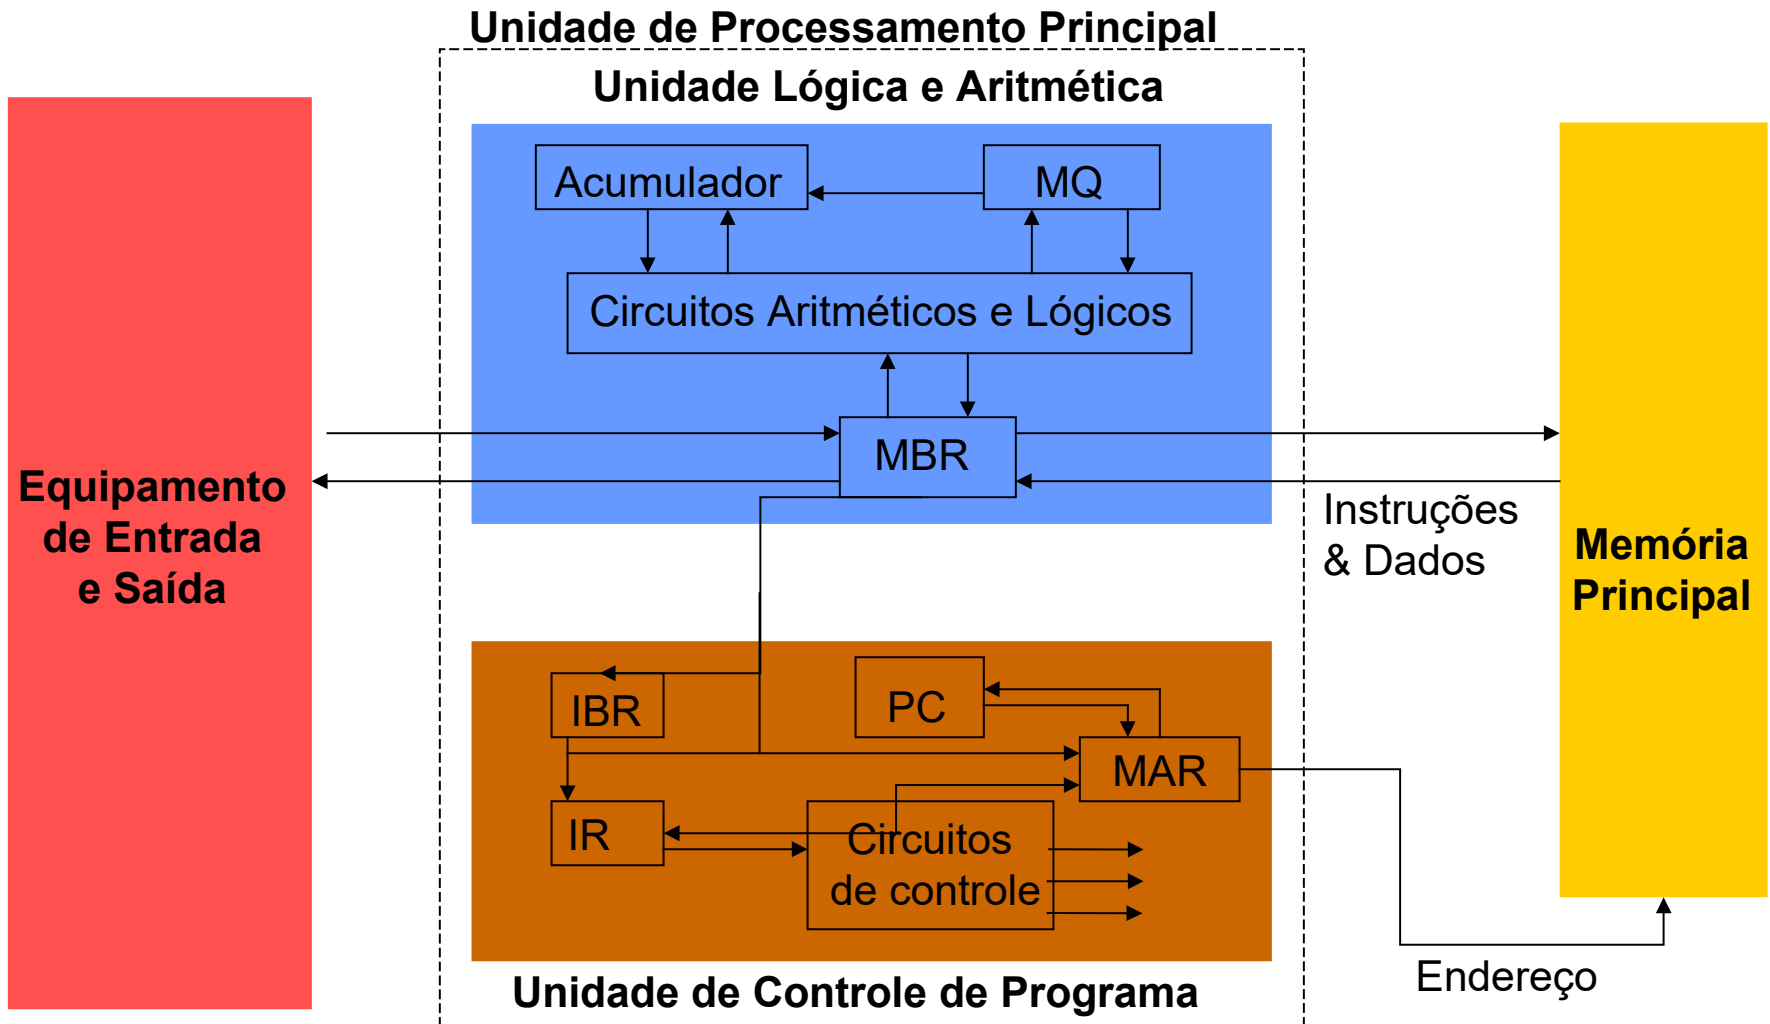 Unidade de Processamento Principal
Unidade Lógica e Aritmética
Acumulador
MQ
Circuitos Aritméticos e Lógicos
MBR
Equipamento
de Entrada
e Saída
Instruções
& Dados
Memória
Principal
IBR
PC
MAR
IR
Circuitos
de controle
Endereço
Unidade de Controle de Programa